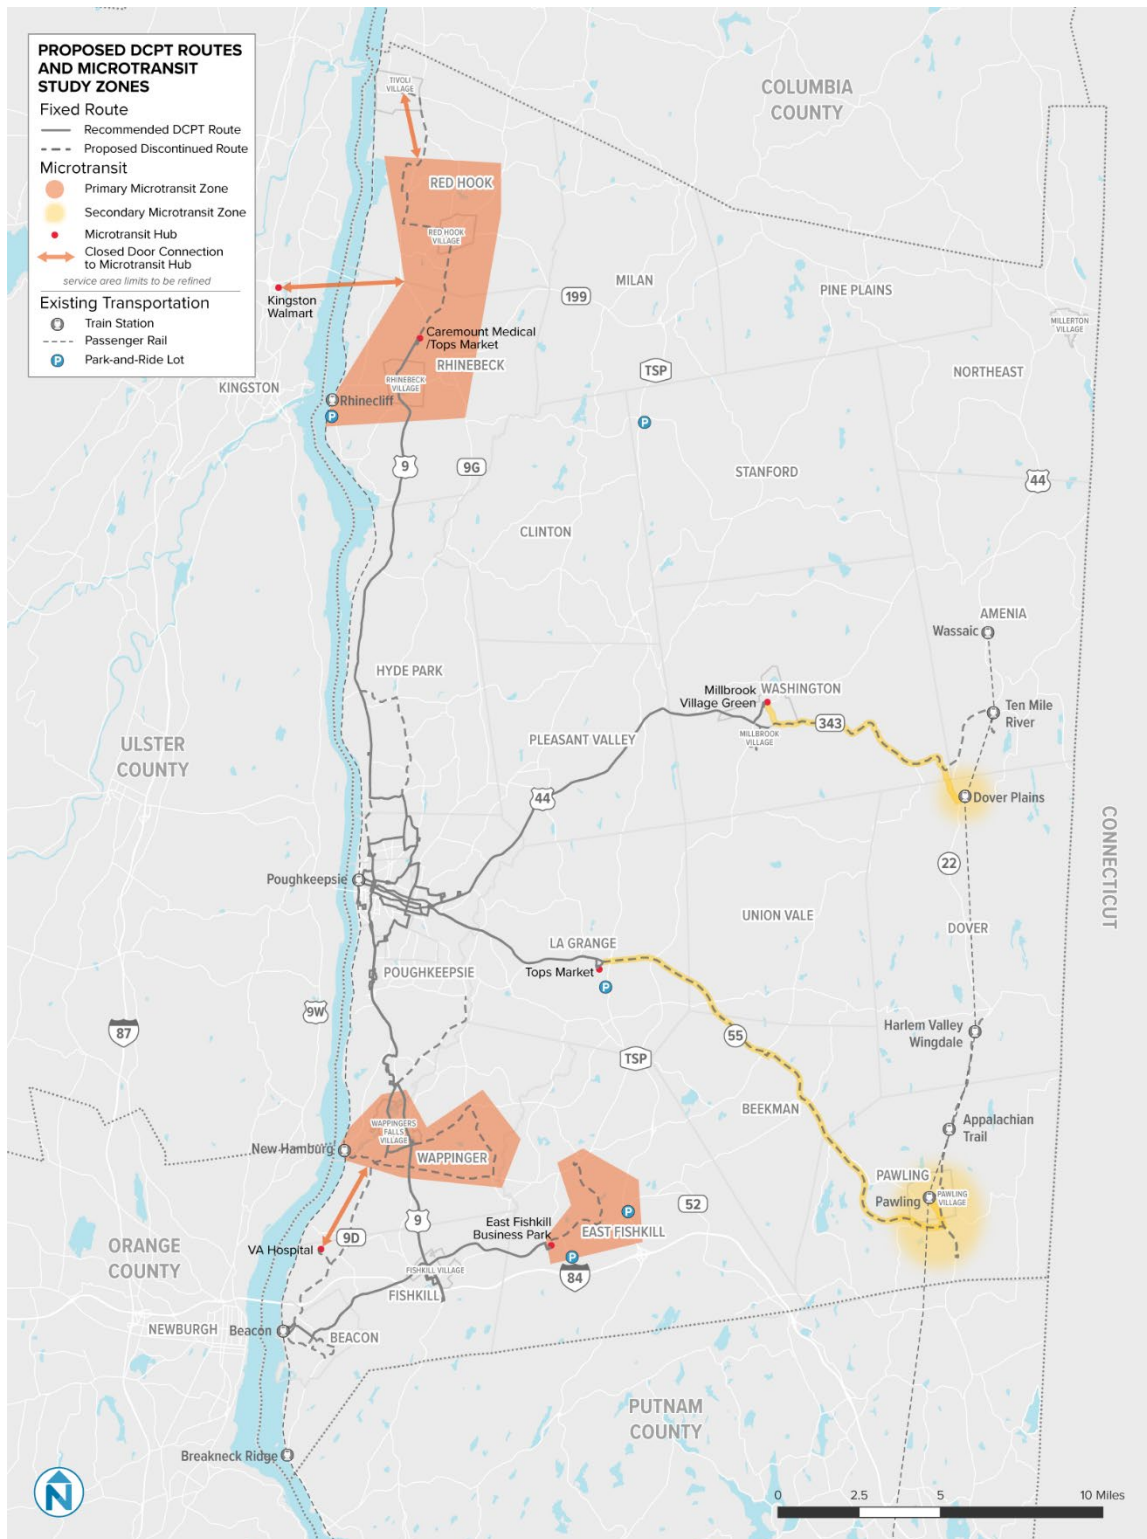 PROPOSED DCPT ROUTES
AND MICROTRANSIT
STUDY ZONES
Fixed Route
Recommended DCPT Route
Proposed Discontinued Route
Microtransit
Primary Microtransit Zone
Secondary Microtransit Zone
Microtransit Hub
Closed Door Connection
to Microtransit Hub
service area limits to be refined
Existing Transportation
Train Station
Passenger Rail
P
Park-and-Ride Lot
TIVOLI
VILLAGE
COLUMBIA
COUNTY
RED HOOK
RED HOOK
VILLAGE
MILAN
199
PINE PLAINS
Kingston
Walmart
MILLERTON
VILLAGE
Caremount Medical
/Tops Market
RHINEBECK
TSP
NORTHEAST
KINGSTON
RHINEBECK
VILLAGE
Rhinecliff
P
P
9
9G
STANFORD
44
CLINTON
AMENIA
Wassaic
HYDE PARK
Millbrook
Village Green
WASHINGTON
Ten Mile
River
343
MILLBROOK
VILLAGE
PLEASANT VALLEY
ULSTER
COUNTY
44
Dover Plains
CONNECTICUT
22
Poughkeepsie
UNION VALE
DOVER
LA GRANGE
Tops Market
POUGHKEEPSIE
P
9W
87
Harlem Valley
Wingdale
55
TSP
BEEKMAN
Appalachian
Trail
WAPPINGERS
FALLS
VILLAGE
New Hamburg
WAPPINGER
PAWLING
Pawling
PAWLING
VILLAGE
52
P
9
East Fishkill
Business Park
EAST FISHKILL
9D
VA Hospital
P
84
ORANGE
COUNTY
FISHKILL VILLAGE
FISHKILL
NEWBURGH
Beacon
BEACON
PUTNAM
COUNTY
Breakneck Ridge
N
0 2.5 5 10 Miles